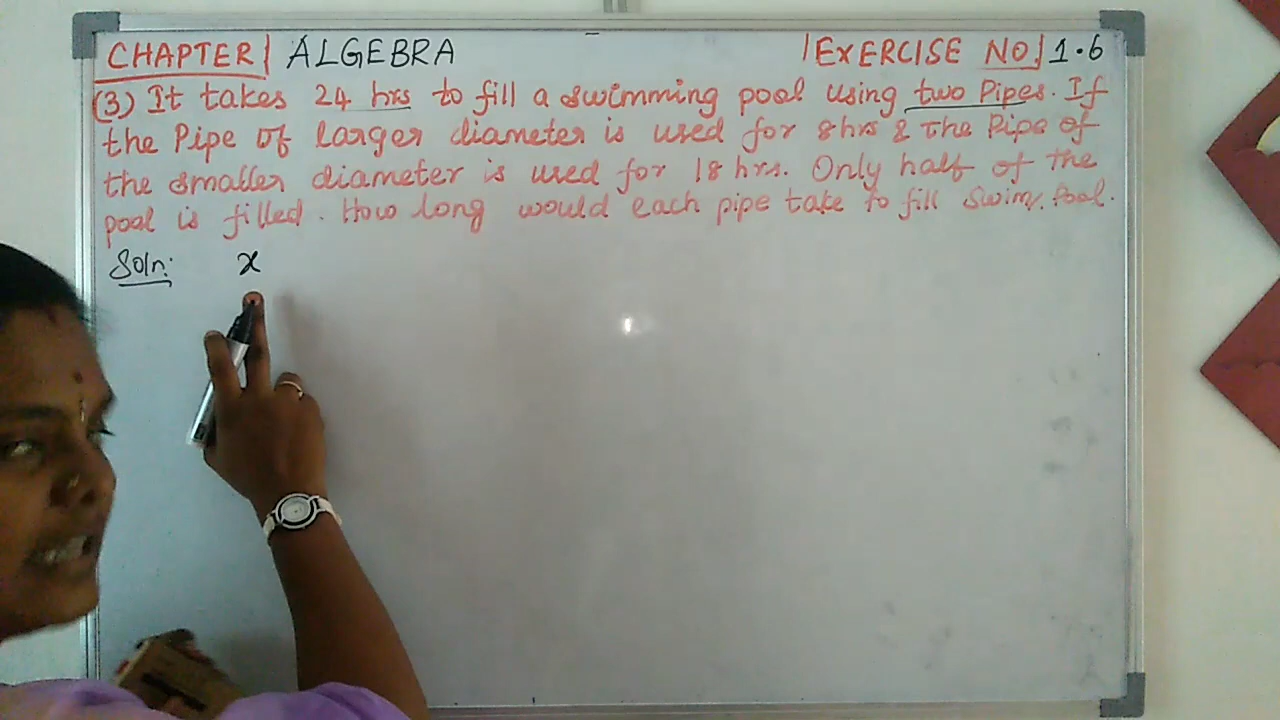 CHAPTER | ALGEBRA | EXERCISE NO | 1.6
(3) It takes 24 hrs to fill a swimming pool using two Pipes. If
the Pipe of larger diameter is used for 8hrs & The Pipe of
the smaller diameter is used for 18 hrs. Only half of the
pool is filled. How long would each pipe take to fill Swim. Pool.
Soln: x